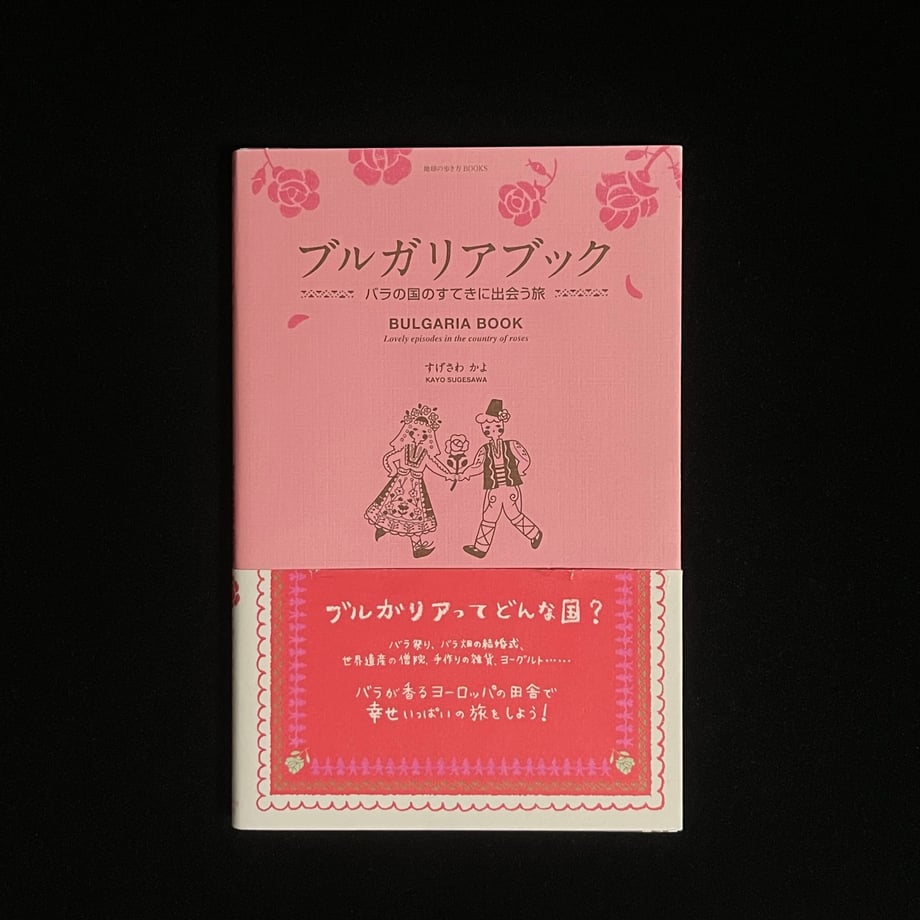 地球の歩き方 BOOKS
ブルガリアブック
バラの国のすてきに出会う旅
BULGARIA BOOK
Lovely episodes in the country of roses
すげさわ かよ
KAYO SUGESAWA
ブルガリアってどんな国?
バラ祭り、バラ畑の結婚式、
世界遺産の僧院、手作りの雑貨、ヨーグルト……
バラが香るヨーロッパの田舎で
幸せいっぱいの旅をしよう!